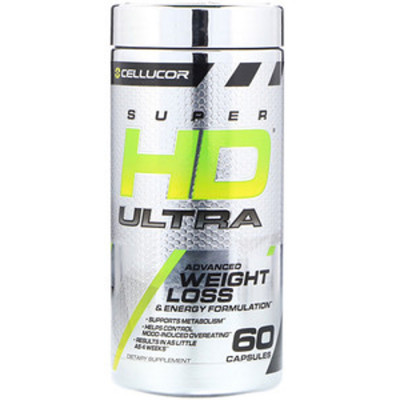 CELLUCOR
SUPER
HD
ULTRA
ADVANCED
WEIGHT
LOSS
& ENERGY FORMULATION*
• SUPPORTS METABOLISM*
• HELPS CONTROL
MOOD-INDUCED OVEREATING*
• RESULTS IN AS LITTLE
AS 4 WEEKS*
DIETARY SUPPLEMENT
60
CAPSULES